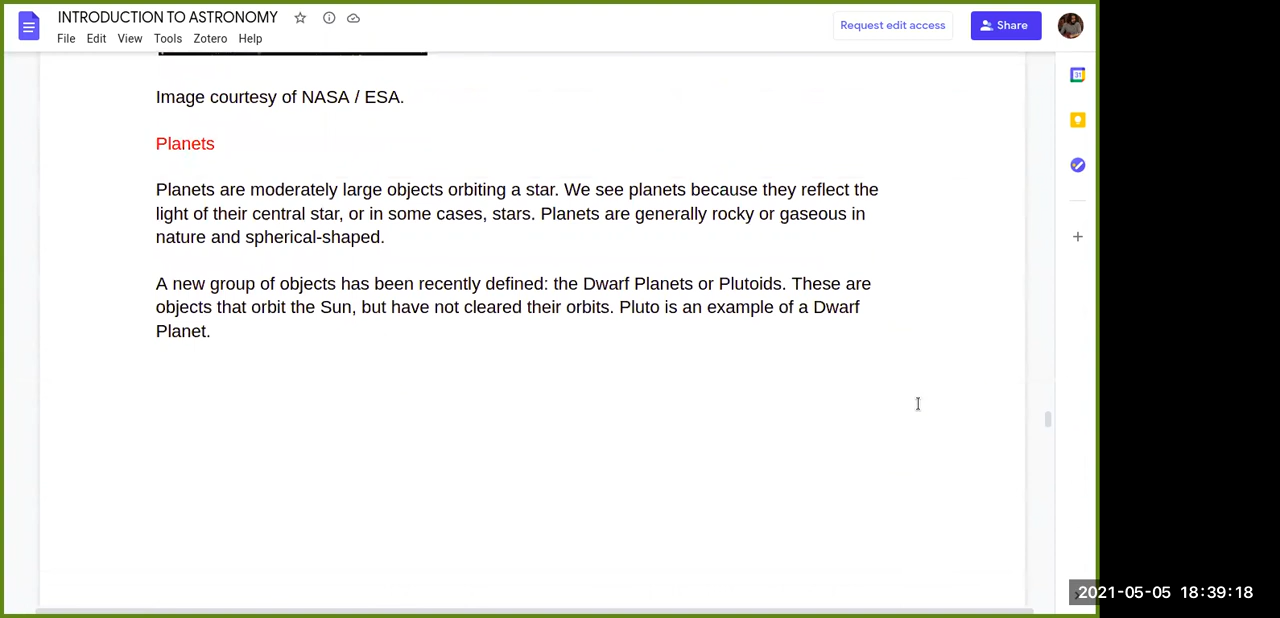 INTRODUCTION TO ASTRONOMY
Request edit access
Share
File Edit View Tools Zotero Help
31
Image courtesy of NASA / ESA.
Planets
Planets are moderately large objects orbiting a star. We see planets because they reflect the
light of their central star, or in some cases, stars. Planets are generally rocky or gaseous in
nature and spherical-shaped.
A new group of objects has been recently defined: the Dwarf Planets or Plutoids. These are
objects that orbit the Sun, but have not cleared their orbits. Pluto is an example of a Dwarf
Planet.
2021-05-05 18:39:18